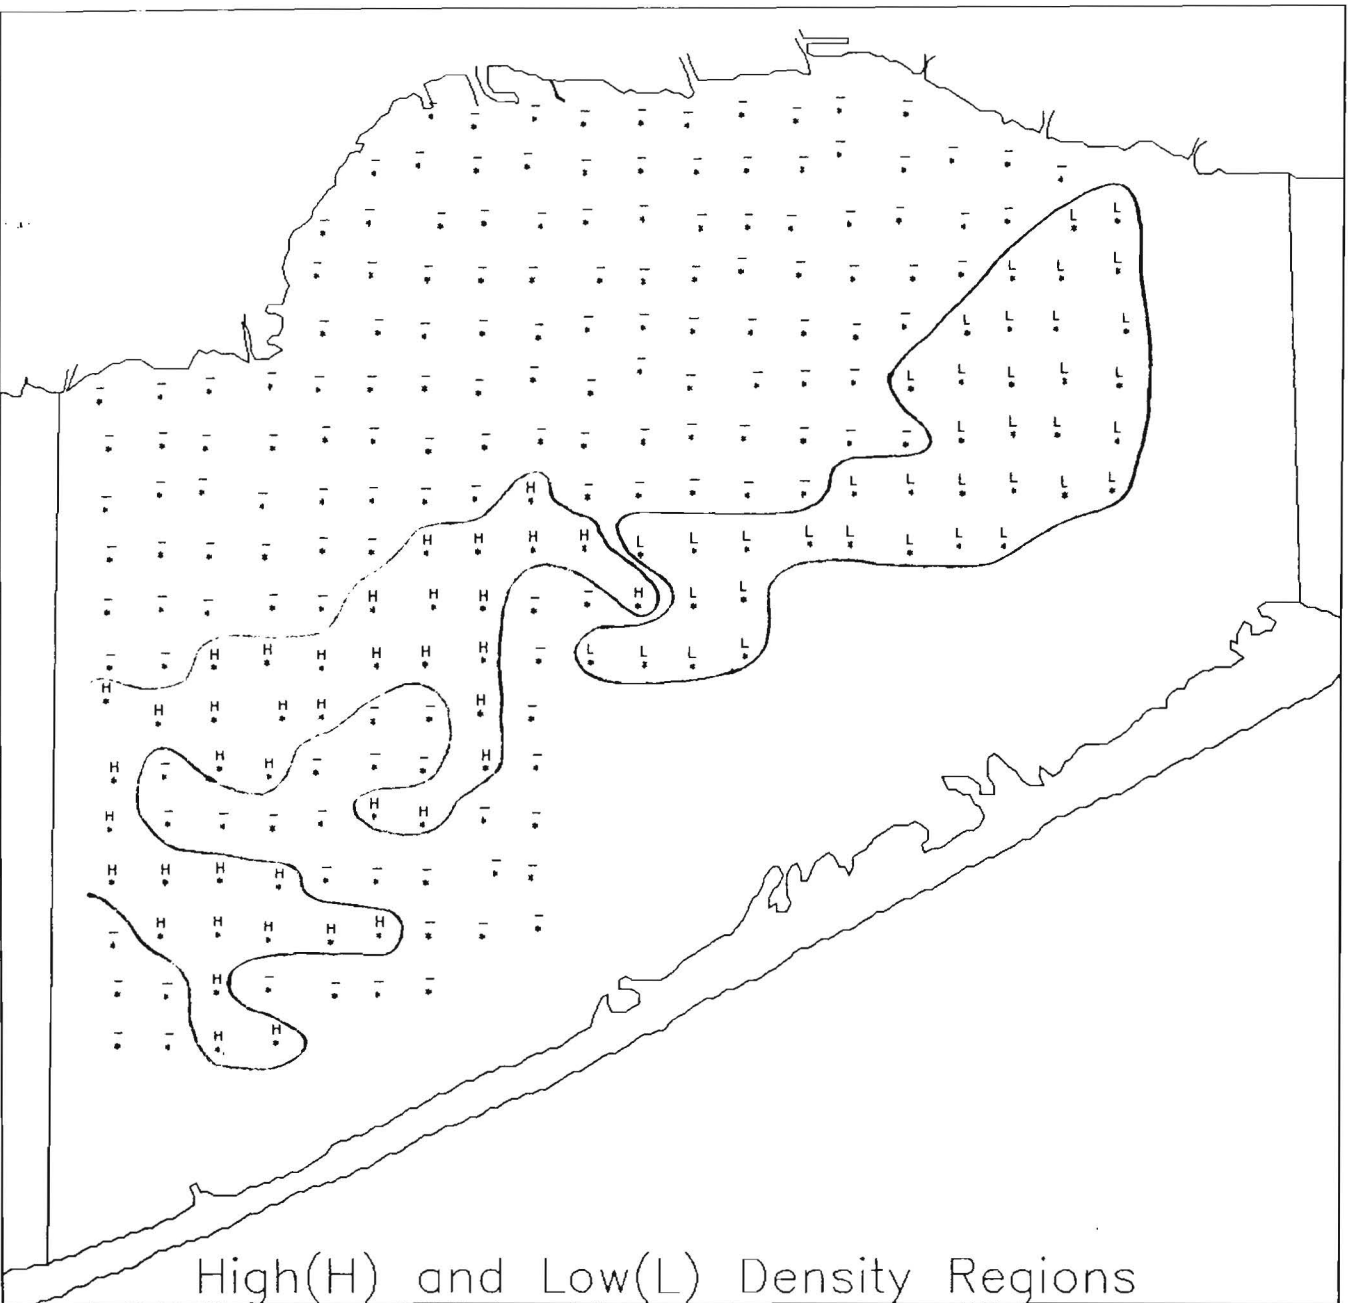 L L
L L L
L L L L
L L L L L
L L L L
H L L L L L L
H H H H L L L L L L L L
H H H H L L
H H H H H H L L L L
H H H H H H
H H H H
H H H
H H H H
H H H H H
H
H H
High(H) and Low(L) Density Regions